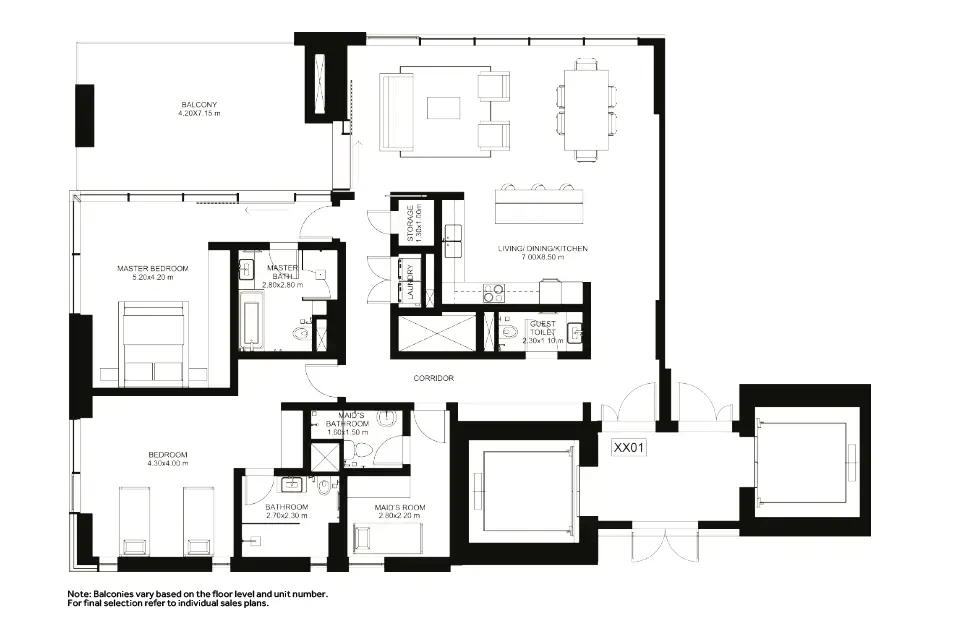 BALCONY
4.20X7.15 m
STORAGE
1.30x1.00m
LIVING/ DINING/KITCHEN
7.00X8.50 m
MASTER BEDROOM
5.20x4.20 m
MASTER
BATH
2.80x2.80 m
LAUNDRY
GUEST
TOILET
2.30x1.10 m
CORRIDOR
MAID'S
BATHROOM
1.60x1.50 m
XX01
BEDROOM
4.30x4.00 m
BATHROOM
2.70x2.30 m
MAID'S ROOM
2.80x2.20 m
Note: Balconies vary based on the floor level and unit number.
For final selection refer to individual sales plans.